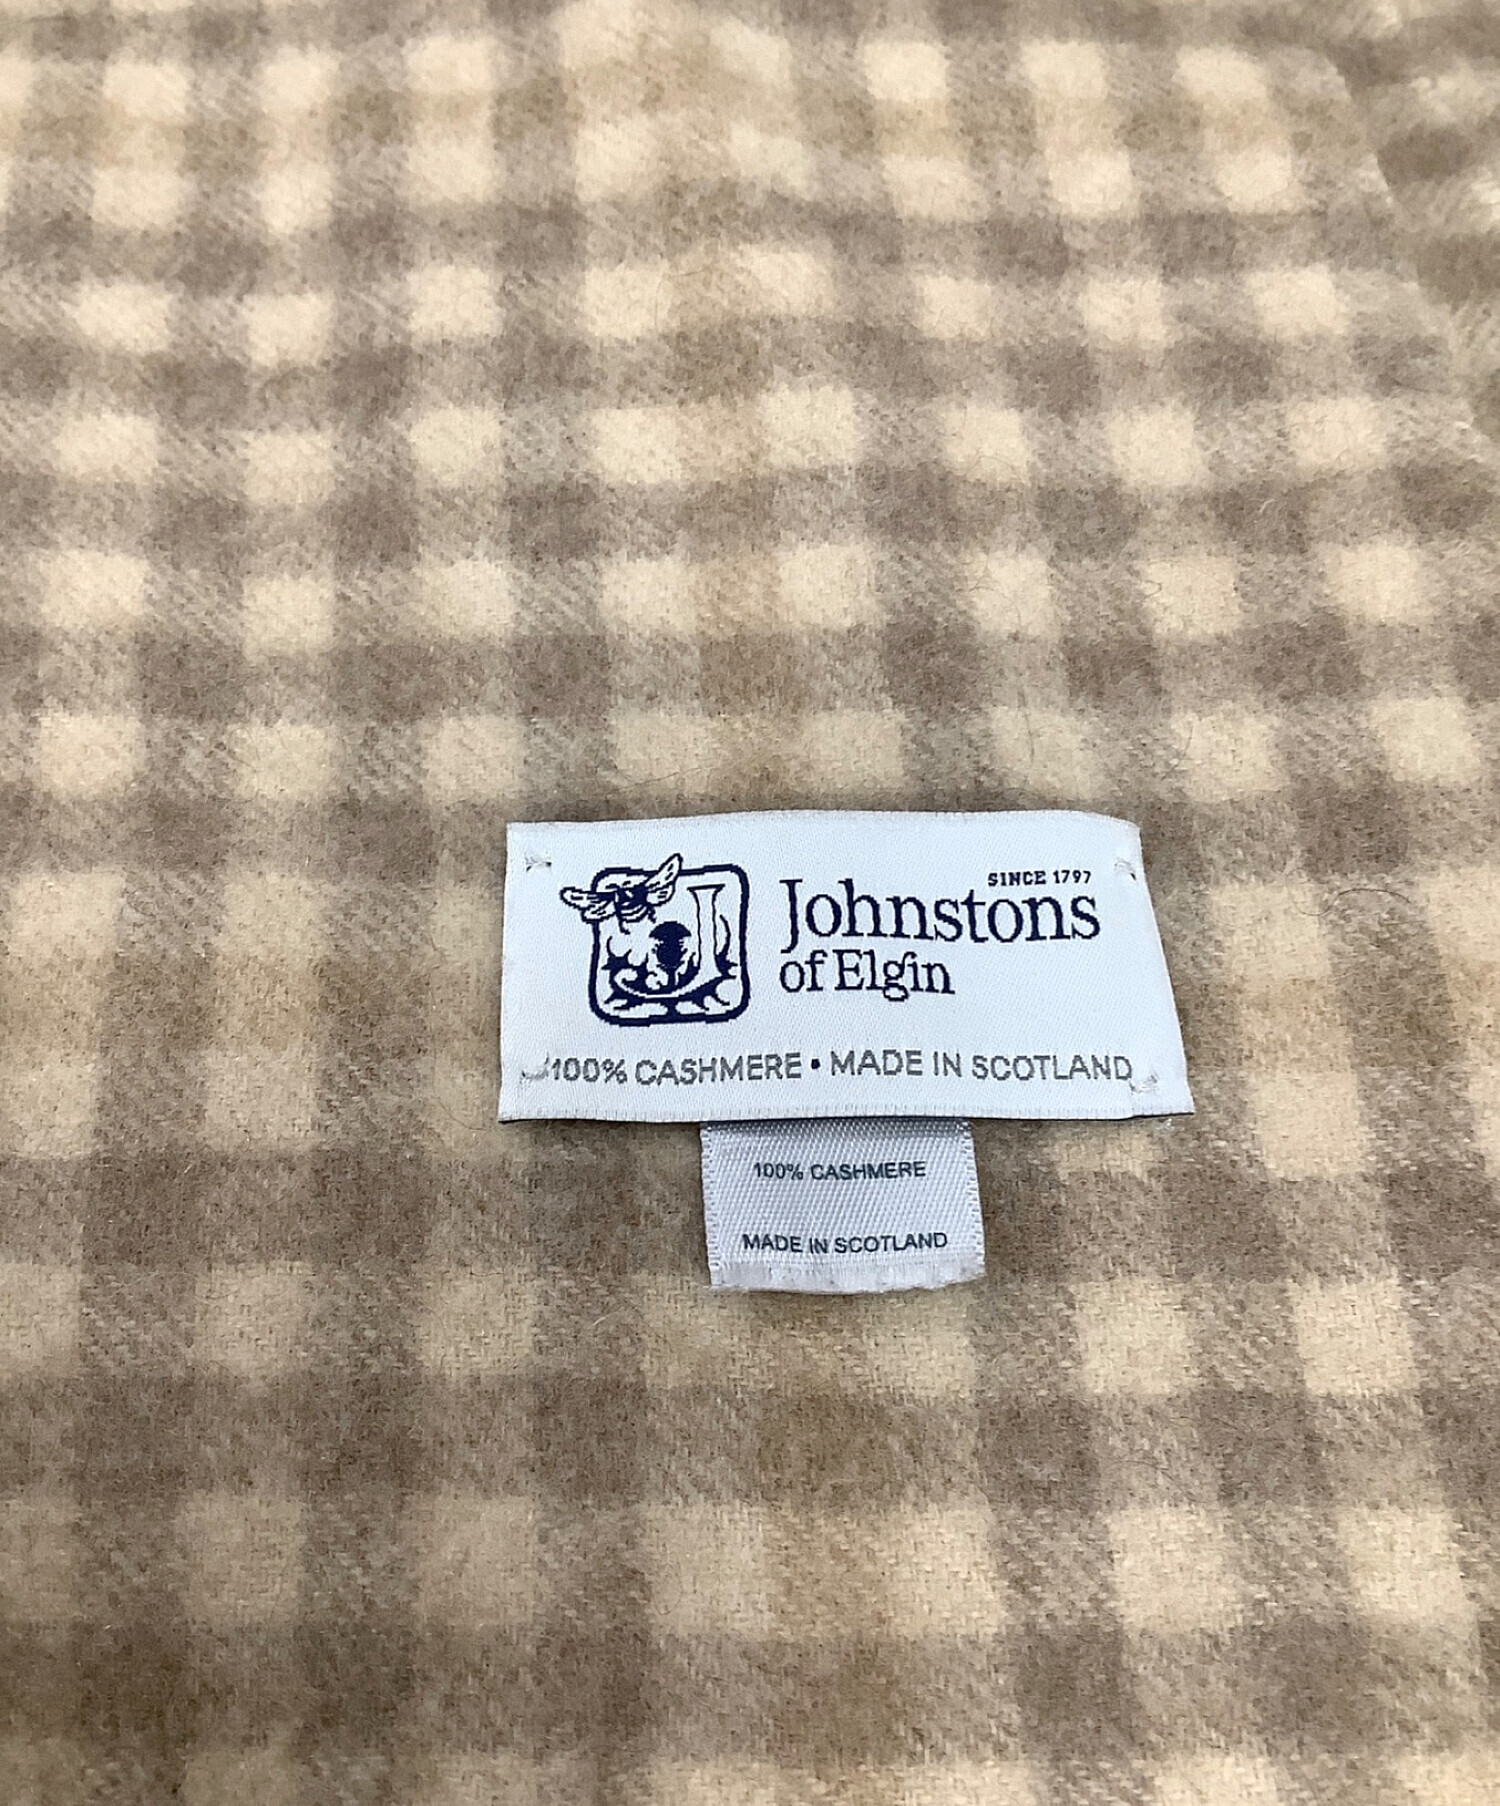 SINCE 1797
Johnstons
of Elgin
100% CASHMERE • MADE IN SCOTLAND
100% CASHMERE
MADE IN SCOTLAND